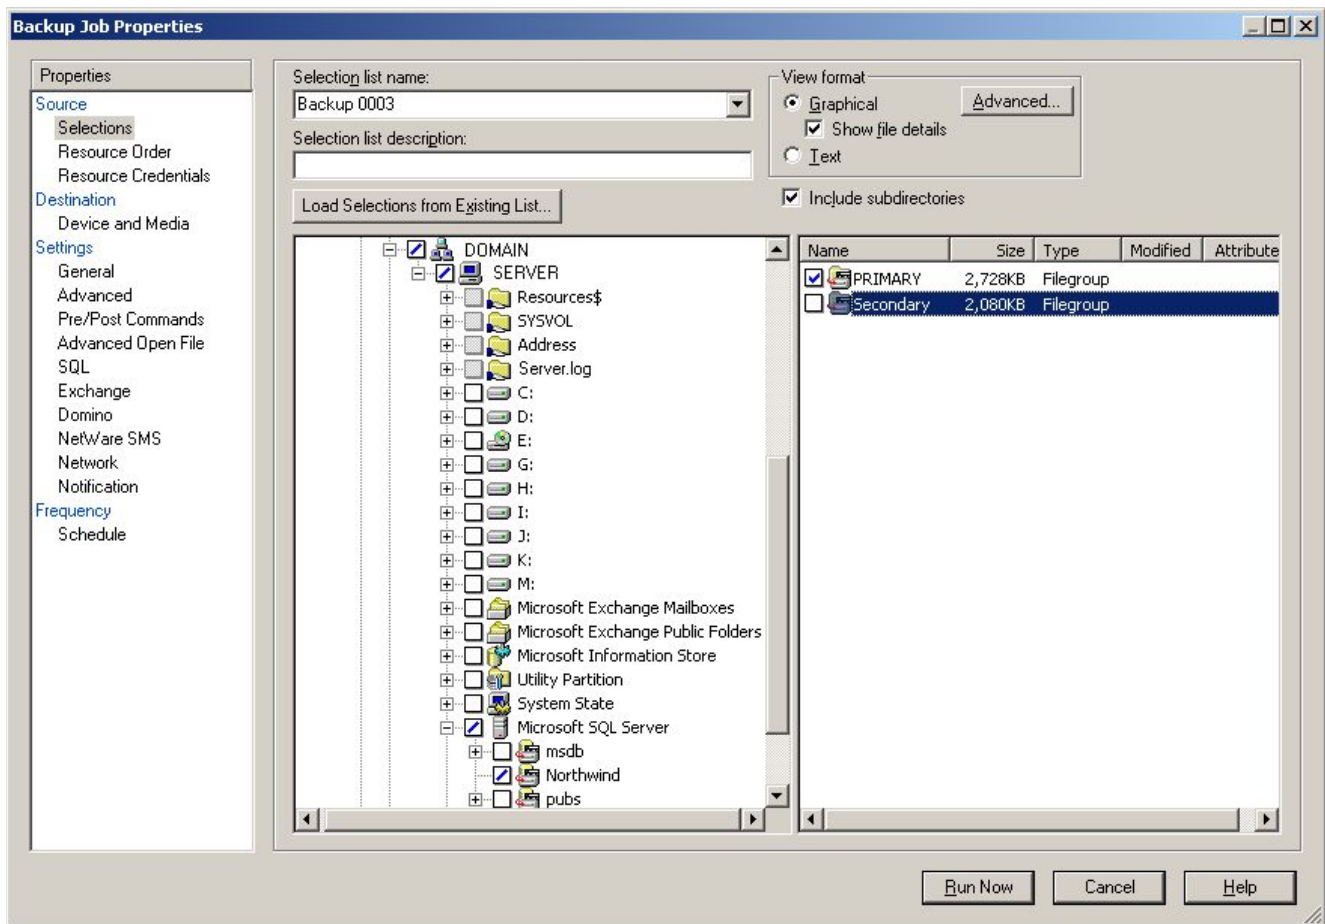 Backup Job Properties
Properties
Source
Selections
Resource Order
Resource Credentials
Destination
Device and Media
Settings
General
Advanced
Pre/Post Commands
Advanced Open File
SQL
Exchange
Domino
NetWare SMS
Network
Notification
Frequency
Schedule
Selection list name:
Backup 0003
Selection list description:
Load Selections from Existing List...
View format
Graphical
Advanced...
Show file details
Text
Include subdirectories
DOMAIN
SERVER
Resources$
SYSVOL
Address
Server.log
C:
D:
E:
G:
H:
I:
J:
K:
M:
Microsoft Exchange Mailboxes
Microsoft Exchange Public Folders
Microsoft Information Store
Utility Partition
System State
Microsoft SQL Server
msdb
Northwind
pubs
Name Size Type Modified Attribute
PRIMARY 2,728KB Filegroup
Secondary 2,080KB Filegroup
Run Now Cancel Help